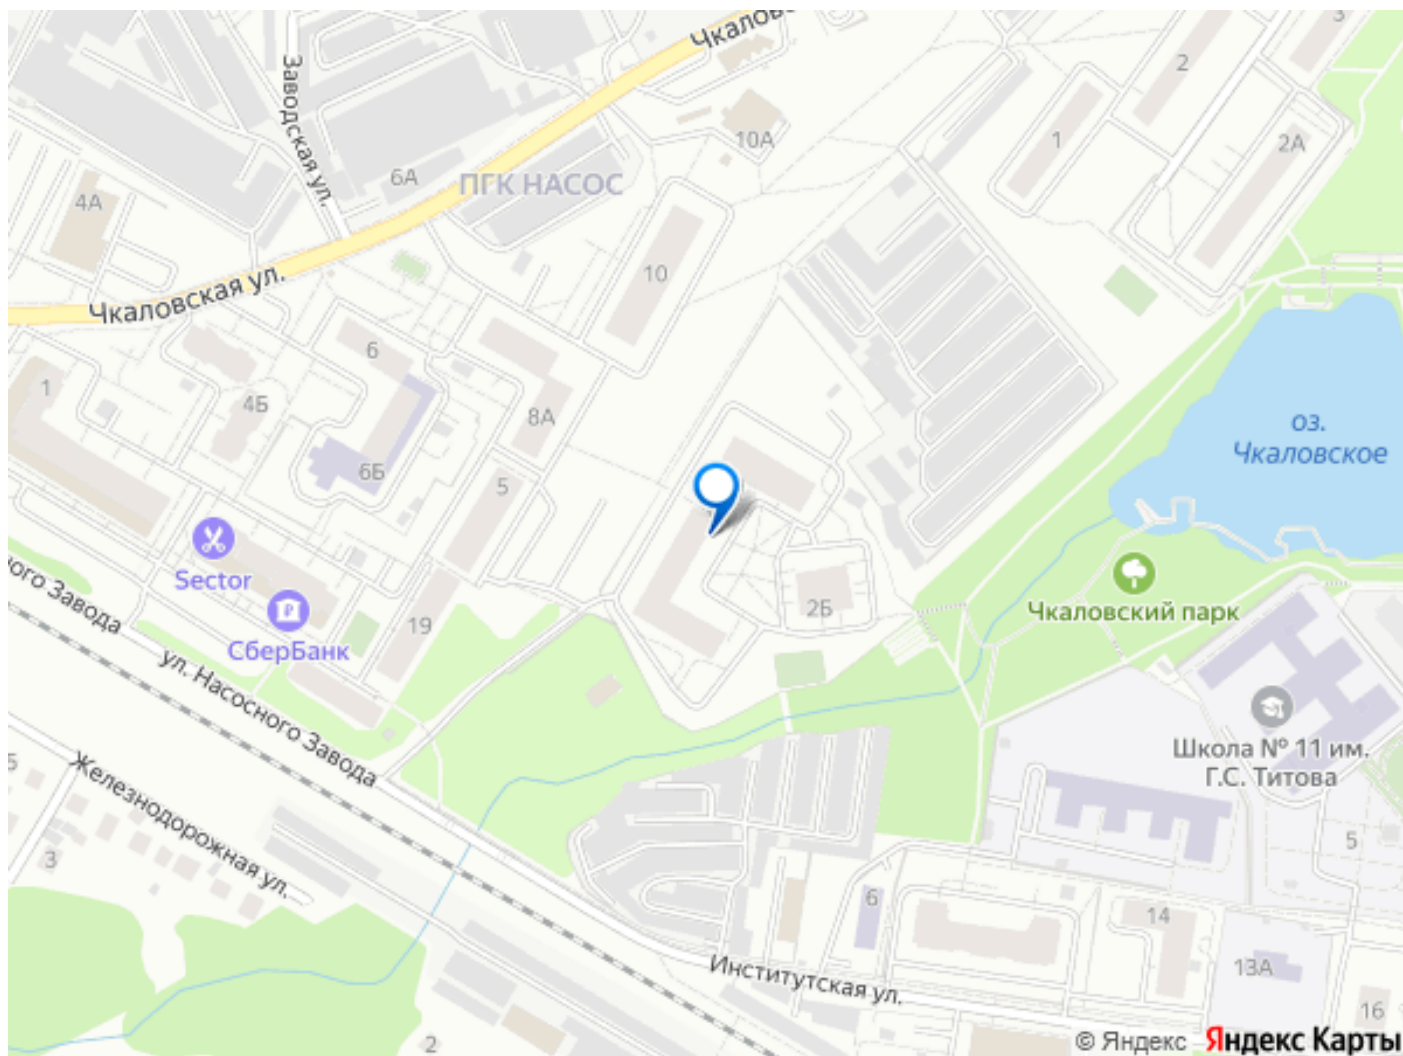 Чкалов
Заводская ул.
3
2
1
2А
10А
6А
ПГК НАСОС
4А
10
Чкаловская ул.
6
1
4Б
8А
оз.
Чкаловское
6Б
5
Sector
Чкаловский парк
2Б
19
СберБанк
ого Завода
ул. Насосного Завода
Школа № 11 им.
Г.С. Титова
5
Железнодорожная ул.
3
5
6
14
Институтская ул.
13А
16
2
© Яндекс Яндекс Карты